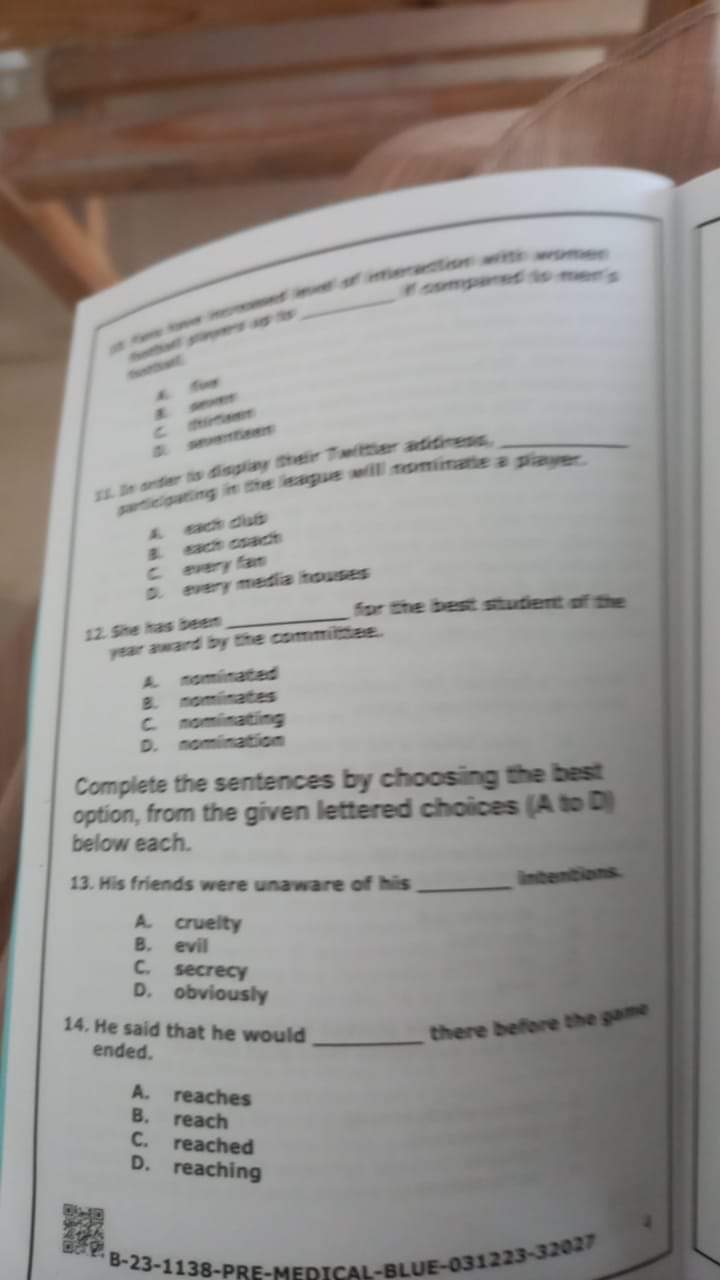 10. Fans have increased level of interaction with women
football players up to ________ if compared to men's
football.
A. five
B. seven
C. thirteen
D. seventeen
11. In order to display their Twitter address, ________
participating in the league will nominate a player.
A. each club
B. each coach
C. every fan
D. every media houses
12. She has been ________ for the best student of the
year award by the committee.
A. nominated
B. nominates
C. nominating
D. nomination
Complete the sentences by choosing the best
option, from the given lettered choices (A to D)
below each.
13. His friends were unaware of his ________ intentions.
A. cruelty
B. evil
C. secrecy
D. obviously
14. He said that he would ________ there before the game
ended.
A. reaches
B. reach
C. reached
D. reaching
4
B-23-1138-PRE-MEDICAL-BLUE-031223-32027